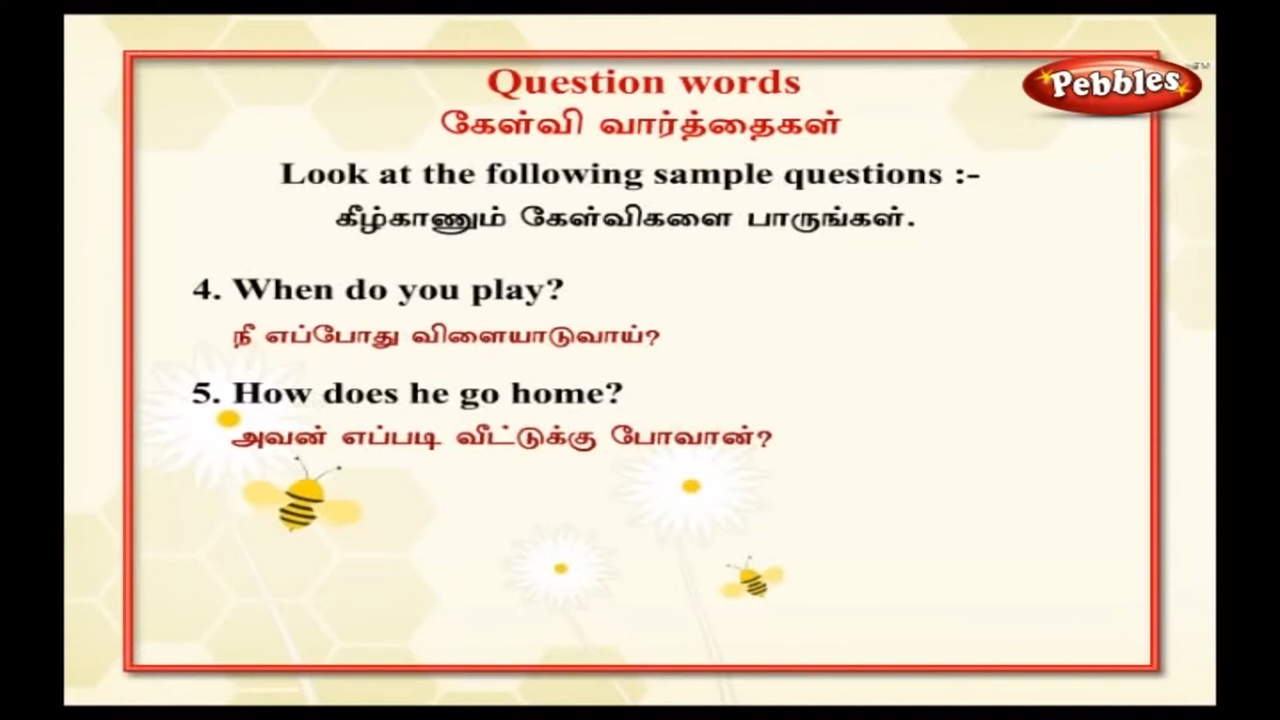 Question words
Pebbles™
கேள்வி வார்த்தைகள்
Look at the following sample questions :-
கீழ்காணும் கேள்விகளை பாருங்கள்.
4. When do you play?
நீ எப்போது விளையாடுவாய்?
5. How does he go home?
அவன் எப்படி வீட்டுக்கு போவான்?